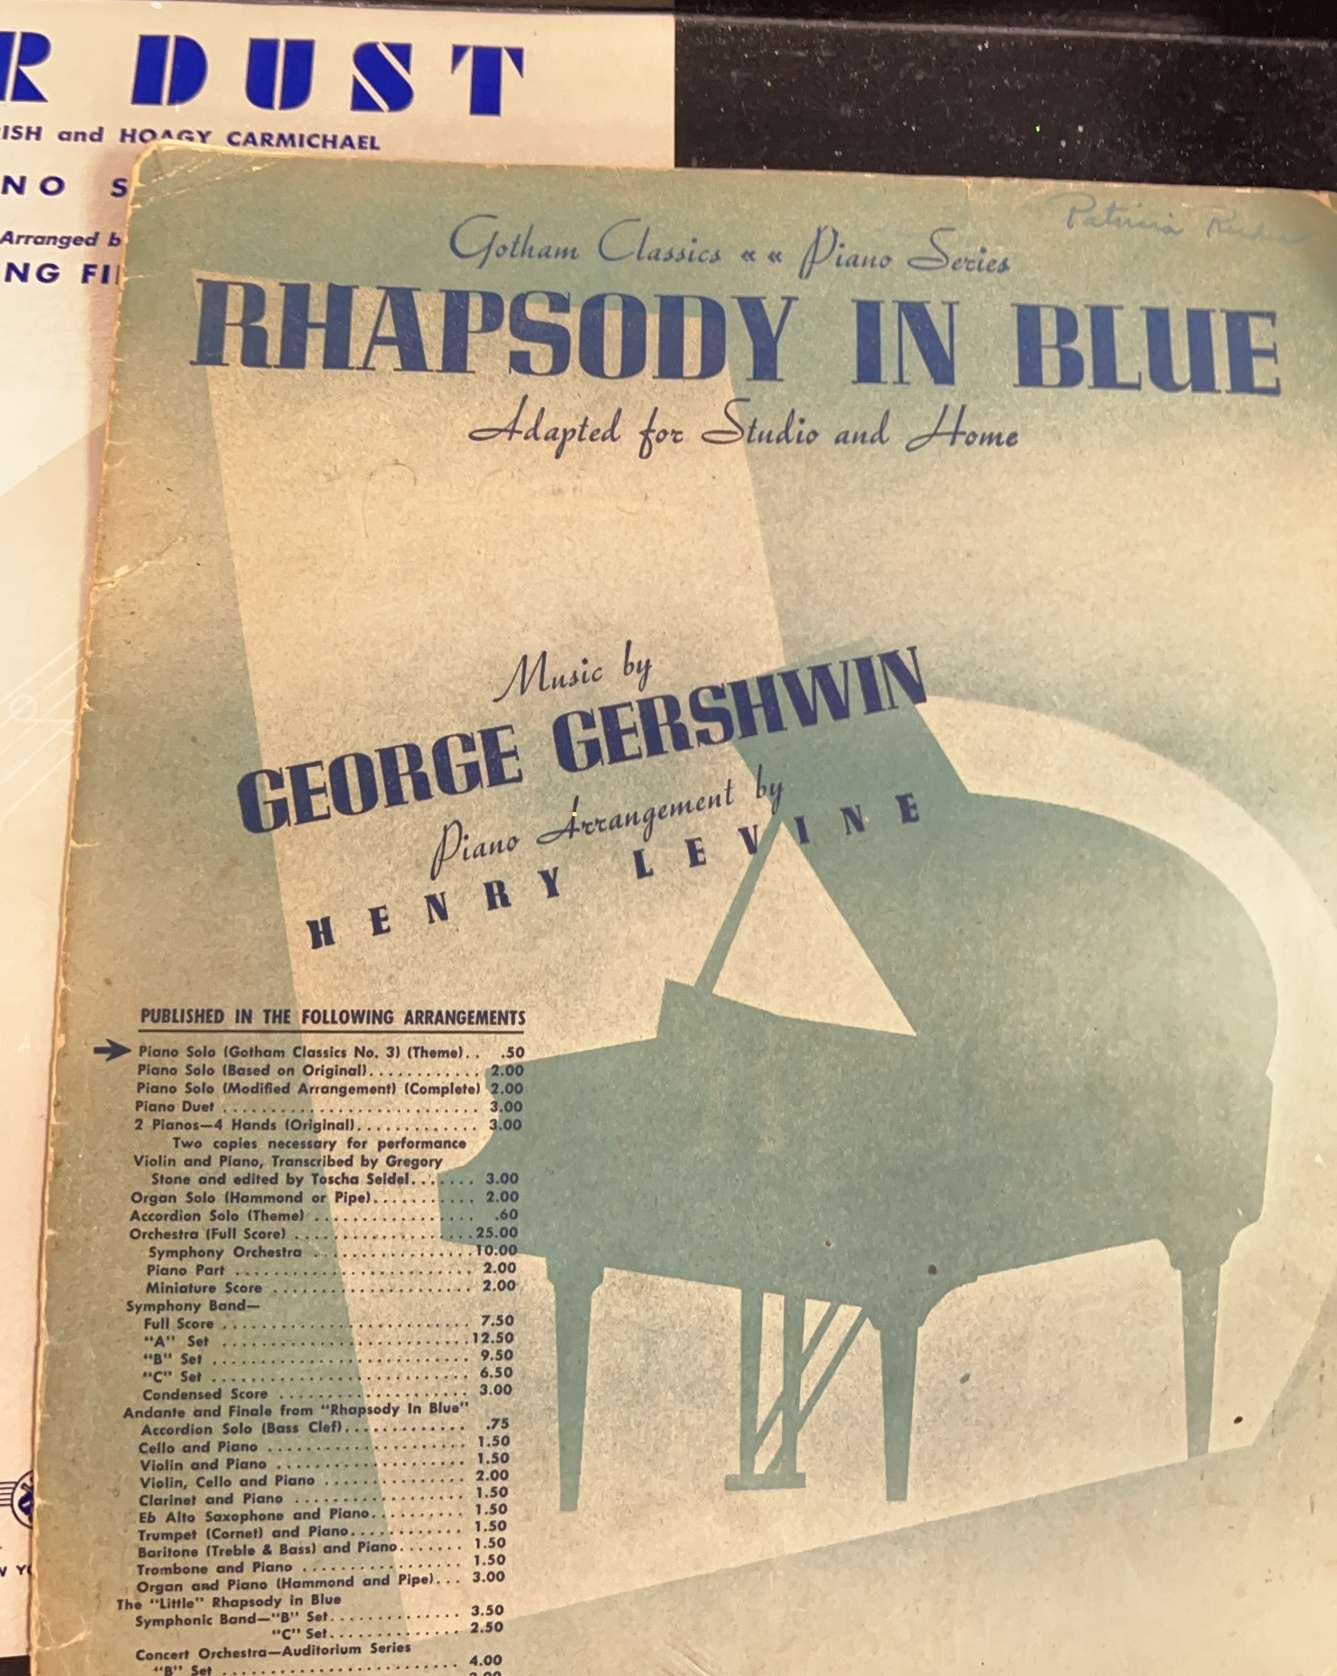 R DUST
ISH and HOAGY CARMICHAEL
NO S
Arranged b
NG FI
Patricia
Gotham Classics « « Piano Series
RHAPSODY IN BLUE
Adapted for Studio and Home
Music by
GEORGE GERSHWIN
Piano Arrangement by
HENRY LEVINE
PUBLISHED IN THE FOLLOWING ARRANGEMENTS
Piano Solo (Gotham Classics No. 3) (Theme).. .50
Piano Solo (Based on Original)............ 2.00
Piano Solo (Modified Arrangement) (Complete) 2.00
Piano Duet ............................ 3.00
2 Pianos—4 Hands (Original)............. 3.00
Two copies necessary for performance
Violin and Piano, Transcribed by Gregory
Stone and edited by Toscha Seidel....... 3.00
Organ Solo (Hammond or Pipe)........... 2.00
Accordion Solo (Theme) ................. .60
Orchestra (Full Score) ....................25.00
Symphony Orchestra ..................10.00
Piano Part .......................... 2.00
Miniature Score ...................... 2.00
Symphony Band—
Full Score ........................... 7.50
"A" Set ...........................12.50
"B" Set ............................ 9.50
"C" Set ............................ 6.50
Condensed Score .................... 3.00
Andante and Finale from "Rhapsody In Blue"
Accordion Solo (Bass Clef)............. .75
Cello and Piano ...................... 1.50
Violin and Piano ..................... 1.50
Violin, Cello and Piano ............... 2.00
Clarinet and Piano ................... 1.50
Eb Alto Saxophone and Piano.......... 1.50
Trumpet (Cornet) and Piano............ 1.50
Baritone (Treble & Bass) and Piano....... 1.50
Trombone and Piano .................. 1.50
Organ and Piano (Hammond and Pipe)... 3.00
The "Little" Rhapsody in Blue
Symphonic Band—"B" Set.............. 3.50
"C" Set.............. 2.50
Concert Orchestra—Auditorium Series
"B" Set ......................... 4.00